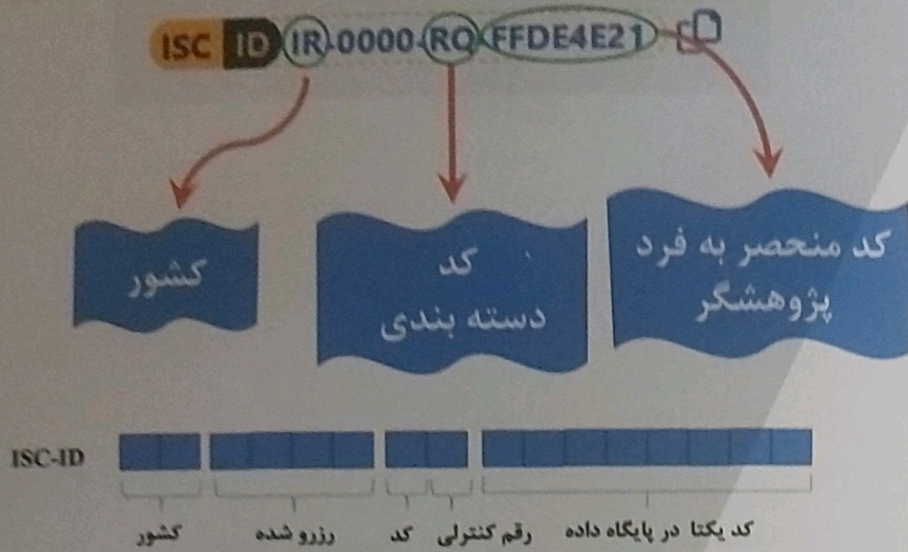 ISC ID IR-0000-RQ-FFDE4E21
کشور
کد
دسته بندی
کد منحصر به فرد
پژوهشگر
ISC-ID
کشور
رزرو شده
کد
رقم کنترلی
کد یکتا در پایگاه داده